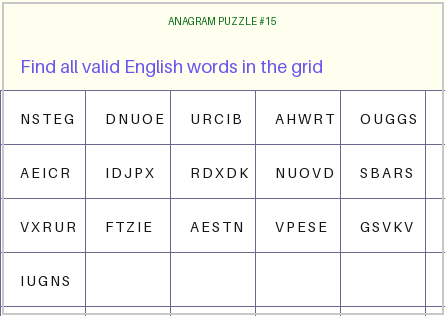 ANAGRAM PUZZLE #15
Find all valid English words in the grid
NSTEG DNUOE URCIB AHWRT OUGGS
AEICR IDJPX RDXDK NUOVD SBARS
VXRUR FTZIE AESTN VPESE GSVKV
IUGNS